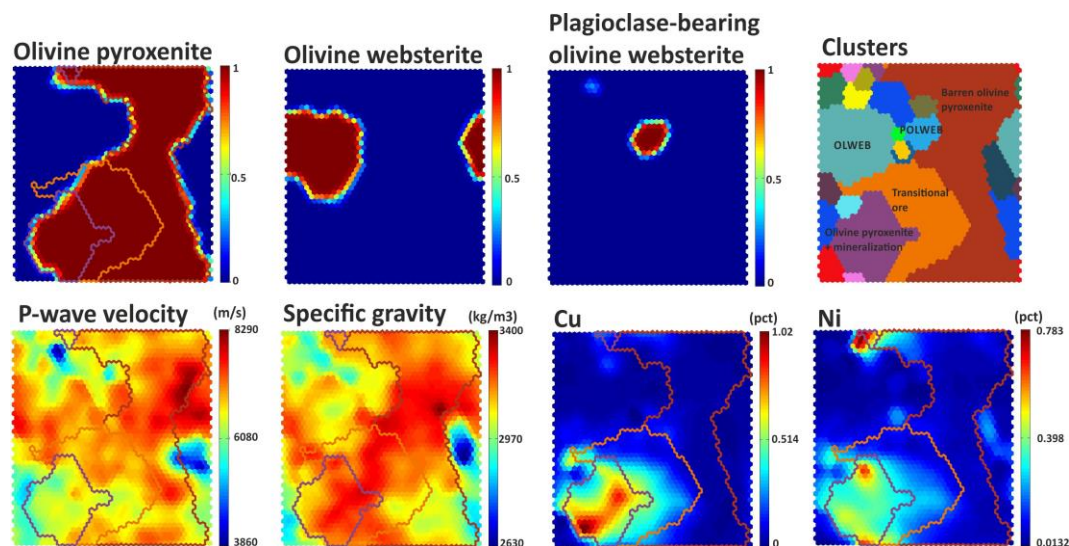 Olivine pyroxenite
1
0.5
0
Olivine websterite
1
0.5
0
Plagioclase-bearing
olivine websterite
1
0.5
0
Clusters
Barren olivine
pyroxenite
POLWEB
OLWEB
Transitional
ore
Olivine pyroxenite
+ mineralization
P-wave velocity
(m/s)
8290
6080
3860
Specific gravity
(kg/m3)
3400
2970
2630
Cu
(pct)
1.02
0.514
0
Ni
(pct)
0.783
0.398
0.0132